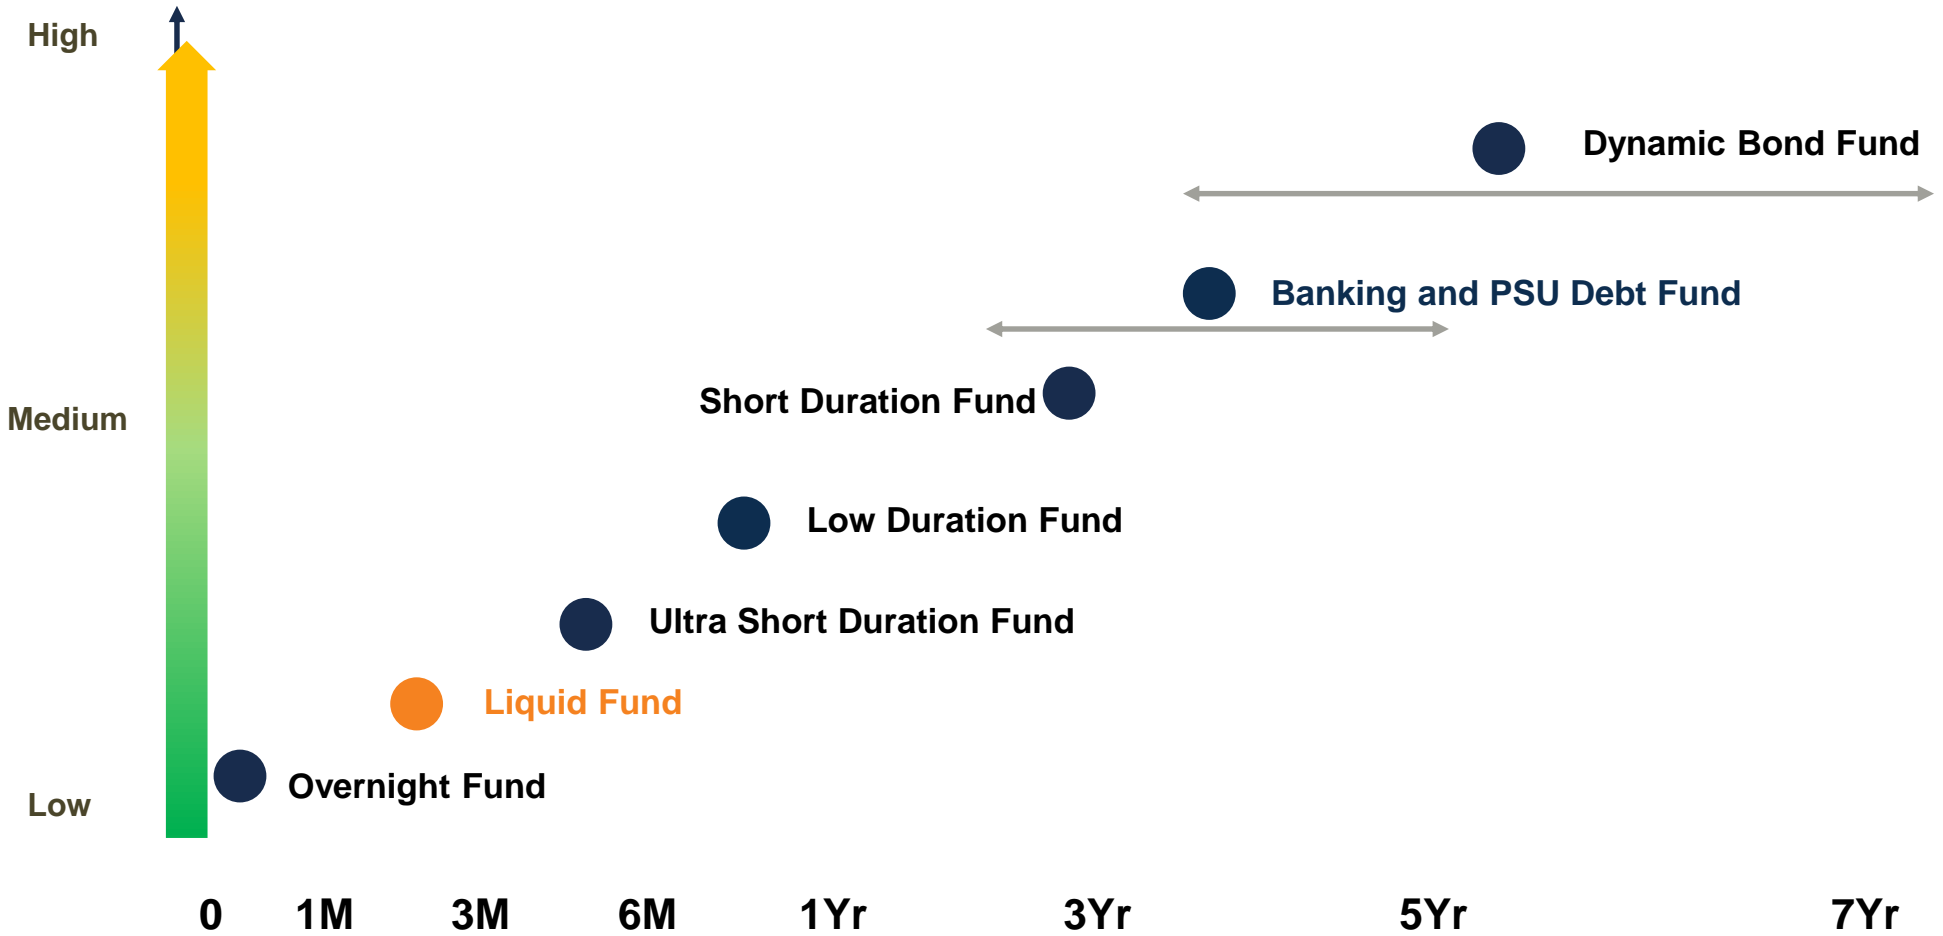 High
Dynamic Bond Fund
Banking and PSU Debt Fund
Short Duration Fund
Medium
Low Duration Fund
Ultra Short Duration Fund
Liquid Fund
Overnight Fund
Low
0 1M 3M 6M 1Yr 3Yr 5Yr 7Yr